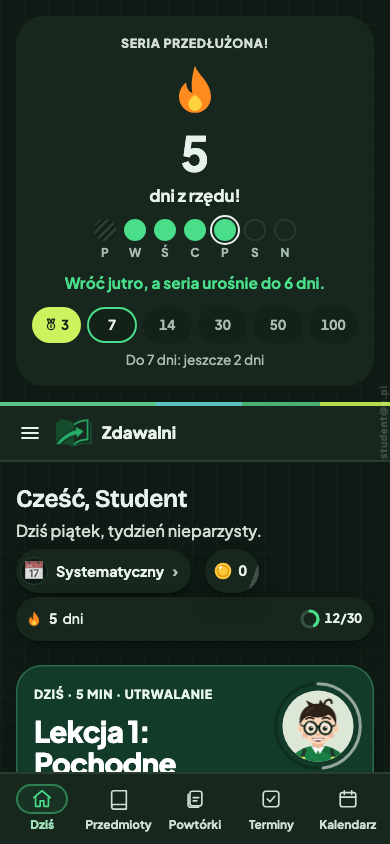 SERIA PRZEDŁUŻONA!
5
dni z rzędu!
P W Ś C P S N
Wróć jutro, a seria urośnie do 6 dni.
3 7 14 30 50 100
Do 7 dni: jeszcze 2 dni
Zdawalni
Cześć, Student
Dziś piątek, tydzień nieparzysty.
17 Systematyczny › 0
5 dni 12/30
DZIŚ · 5 MIN · UTRWALANIE
Lekcja 1:
Pochodne
Dziś Przedmioty Powtórki Terminy Kalendarz